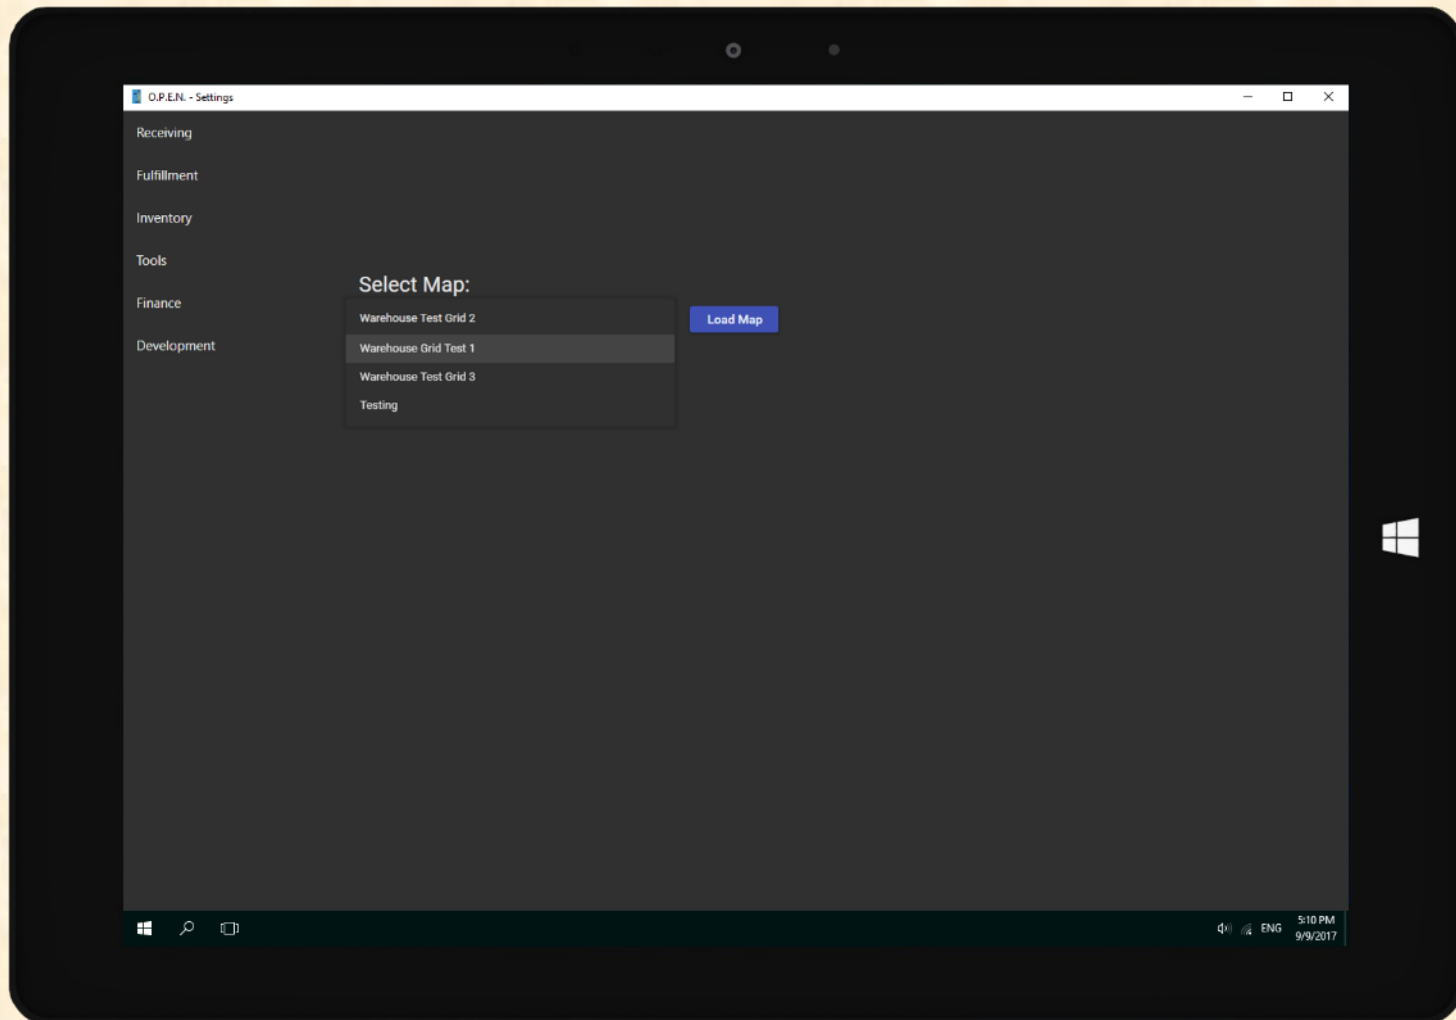 O.P.E.N. - Settings
Receiving
Fulfillment
Inventory
Tools
Finance
Development
Select Map:
Warehouse Test Grid 2
Warehouse Grid Test 1
Warehouse Test Grid 3
Testing
Load Map
ENG
5:10 PM
9/9/2017